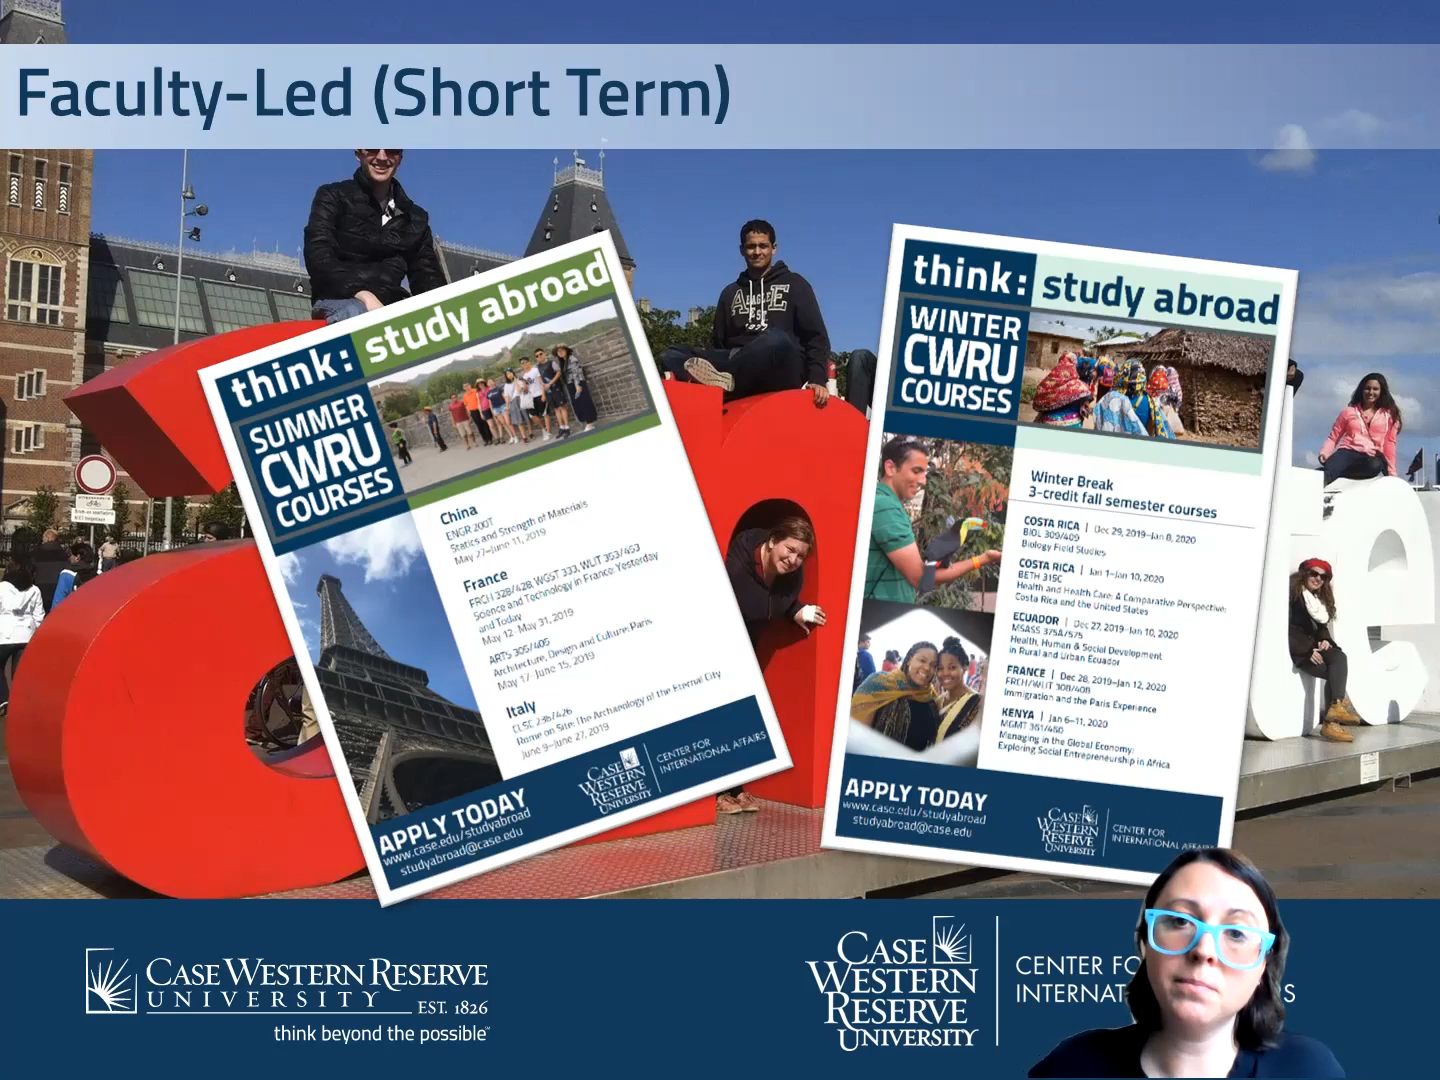 Faculty-Led (Short Term)
think: study abroad
SUMMER
CWRU
COURSES
China
ENGR 200T
Statics and Strength of Materials
May 27–June 11, 2019
France
FRCH 328/428, WGST 333, WLIT 353/453
Science and Technology in France: Yesterday
and Today
May 12–May 31, 2019
ARTS 305/405
Architecture, Design and Culture: Paris
May 17–June 15, 2019
Italy
CLSC 236/426
Rome on Site: The Archaeology of the Eternal City
June 9–June 27, 2019
APPLY TODAY
www.case.edu/studyabroad
studyabroad@case.edu
CASE
WESTERN
RESERVE
UNIVERSITY
CENTER FOR
INTERNATIONAL AFFAIRS
think: study abroad
WINTER
CWRU
COURSES
Winter Break
3-credit fall semester courses
COSTA RICA | Dec 29, 2019–Jan 8, 2020
BIOL 309/409
Biology Field Studies
COSTA RICA | Jan 1–Jan 10, 2020
BETH 315C
Health and Health Care: A Comparative Perspective:
Costa Rica and the United States
ECUADOR | Dec 27, 2019–Jan 10, 2020
MSASS 375A/575
Health, Human & Social Development
in Rural and Urban Ecuador
FRANCE | Dec 28, 2019–Jan 12, 2020
FRCH/WLIT 308/408
Immigration and the Paris Experience
KENYA | Jan 6–11, 2020
MGMT 361/460
Managing in the Global Economy:
Exploring Social Entrepreneurship in Africa
APPLY TODAY
www.case.edu/studyabroad
studyabroad@case.edu
CASE
WESTERN
RESERVE
UNIVERSITY
CENTER FOR
INTERNATIONAL AFFAIRS
te
CASE WESTERN RESERVE
UNIVERSITY
EST. 1826
think beyond the possible℠
CASE
WESTERN
RESERVE
UNIVERSITY
CENTER FO
INTERNAT S